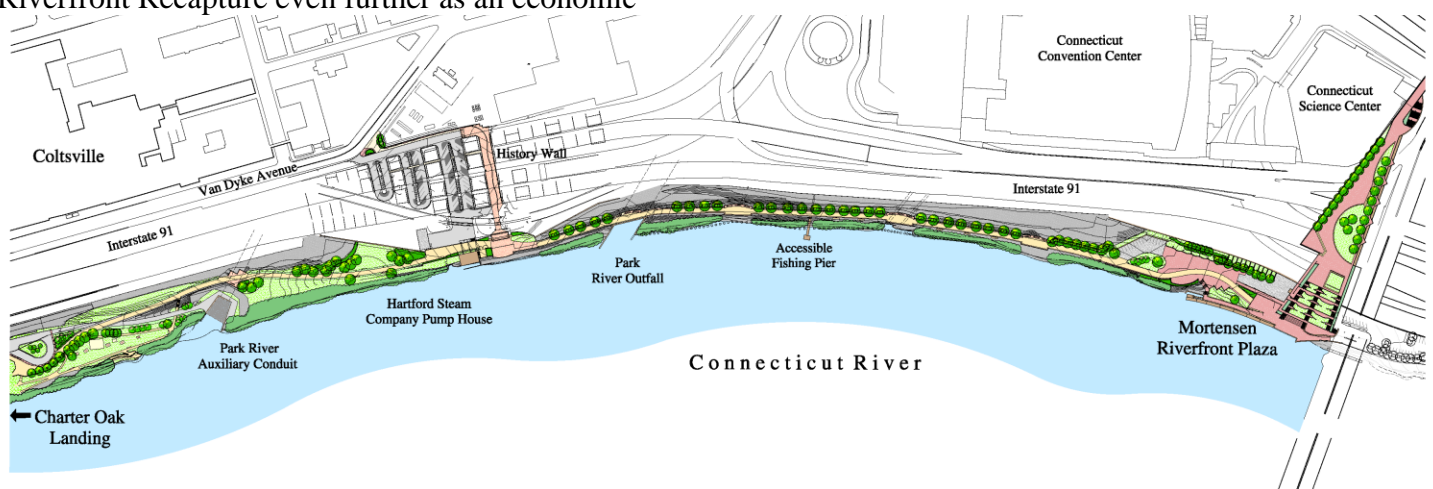 Riverfront Recapture even further as an economic
Connecticut
Convention Center
Connecticut
Science Center
Coltsville
History Wall
Van Dyke Avenue
Interstate 91
Interstate 91
Accessible
Fishing Pier
Park
River Outfall
Hartford Steam
Company Pump House
Mortensen
Riverfront Plaza
Park River
Auxiliary Conduit
Connecticut River
Charter Oak
Landing